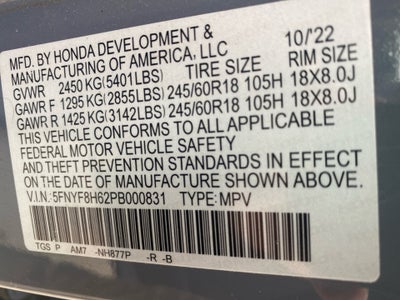 MFD. BY HONDA DEVELOPMENT & 10/'22
MANUFACTURING OF AMERICA, LLC
GVWR 2450 KG (5401LBS) TIRE SIZE RIM SIZE
GAWR F 1295 KG (2855LBS) 245/60R18 105H 18X8.0J
GAWR R 1425 KG (3142LBS) 245/60R18 105H 18X8.0J
THIS VEHICLE CONFORMS TO ALL APPLICABLE
FEDERAL MOTOR VEHICLE SAFETY
AND THEFT PREVENTION STANDARDS IN EFFECT
ON THE DATE OF MANUFACTURE SHOWN ABOVE.
V.I.N.: 5FNYF8H62PB000831 TYPE: MPV
TGS P AM7 -NH877P -R -B